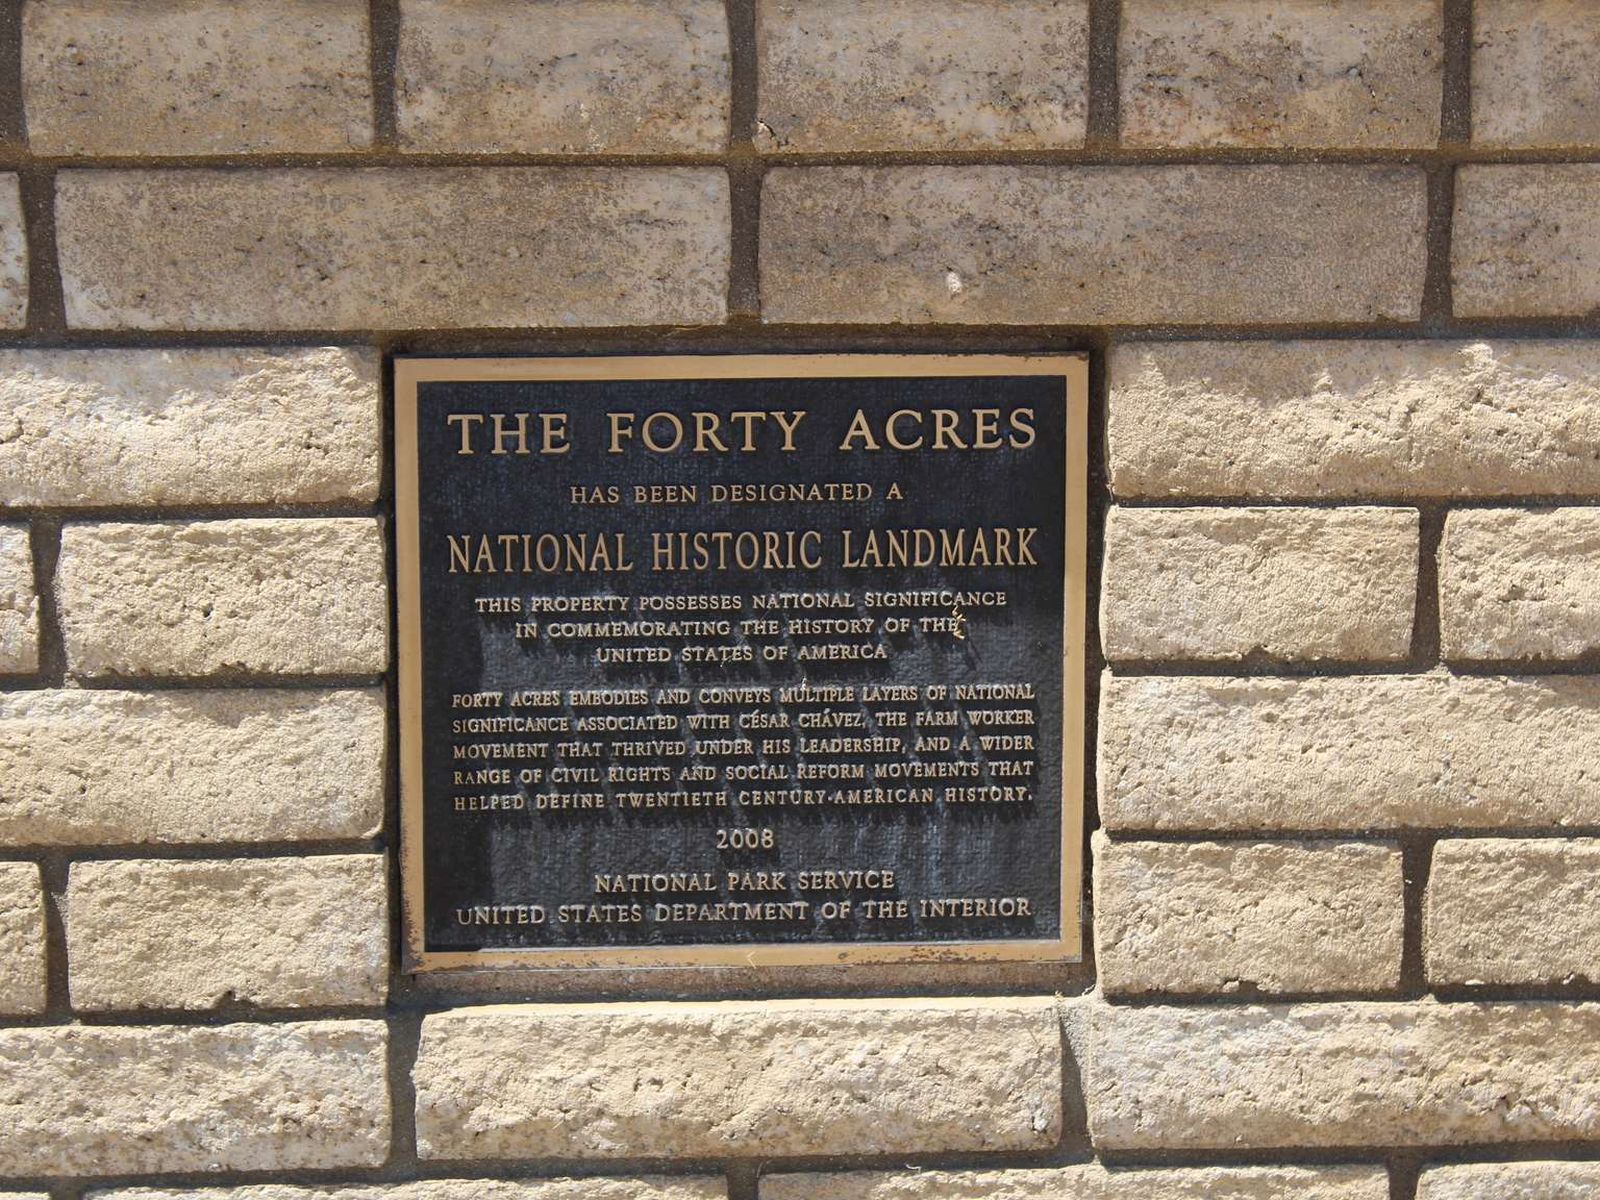 THE FORTY ACRES
HAS BEEN DESIGNATED A
NATIONAL HISTORIC LANDMARK
THIS PROPERTY POSSESSES NATIONAL SIGNIFICANCE
IN COMMEMORATING THE HISTORY OF THE
UNITED STATES OF AMERICA
FORTY ACRES EMBODIES AND CONVEYS MULTIPLE LAYERS OF NATIONAL
SIGNIFICANCE ASSOCIATED WITH CÉSAR CHÁVEZ, THE FARM WORKER
MOVEMENT THAT THRIVED UNDER HIS LEADERSHIP, AND A WIDER
RANGE OF CIVIL RIGHTS AND SOCIAL REFORM MOVEMENTS THAT
HELPED DEFINE TWENTIETH CENTURY AMERICAN HISTORY.
2008
NATIONAL PARK SERVICE
UNITED STATES DEPARTMENT OF THE INTERIOR